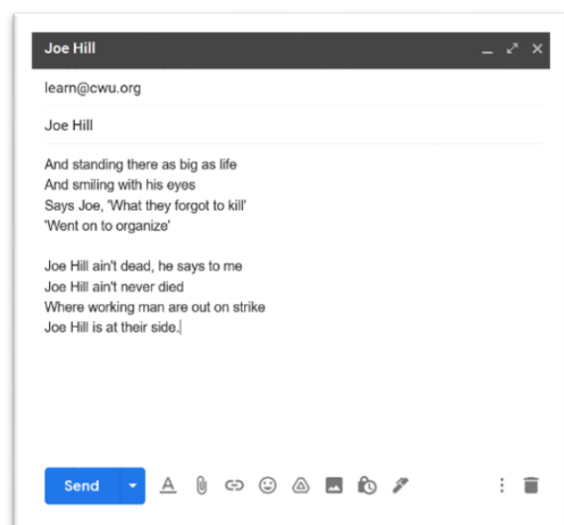 Joe Hill
learn@cwu.org
Joe Hill
And standing there as big as life
And smiling with his eyes
Says Joe, 'What they forgot to kill'
'Went on to organize'
Joe Hill ain't dead, he says to me
Joe Hill ain't never died
Where working man are out on strike
Joe Hill is at their side.
Send